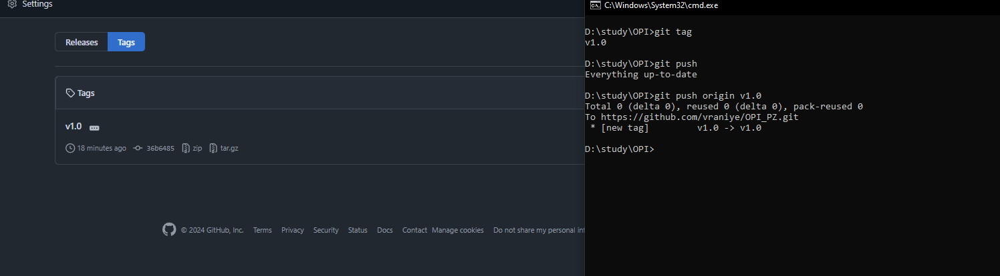 Settings
Releases Tags
Tags
v1.0
18 minutes ago 36b6485 zip tar.gz
© 2024 GitHub, Inc. Terms Privacy Security Status Docs Contact Manage cookies Do not share my personal
C:\Windows\System32\cmd.exe
D:\study\OPI>git tag
v1.0
D:\study\OPI>git push
Everything up-to-date
D:\study\OPI>git push origin v1.0
Total 0 (delta 0), reused 0 (delta 0), pack-reused 0
To https://github.com/vraniye/OPI_PZ.git
* [new tag] v1.0 -> v1.0
D:\study\OPI>